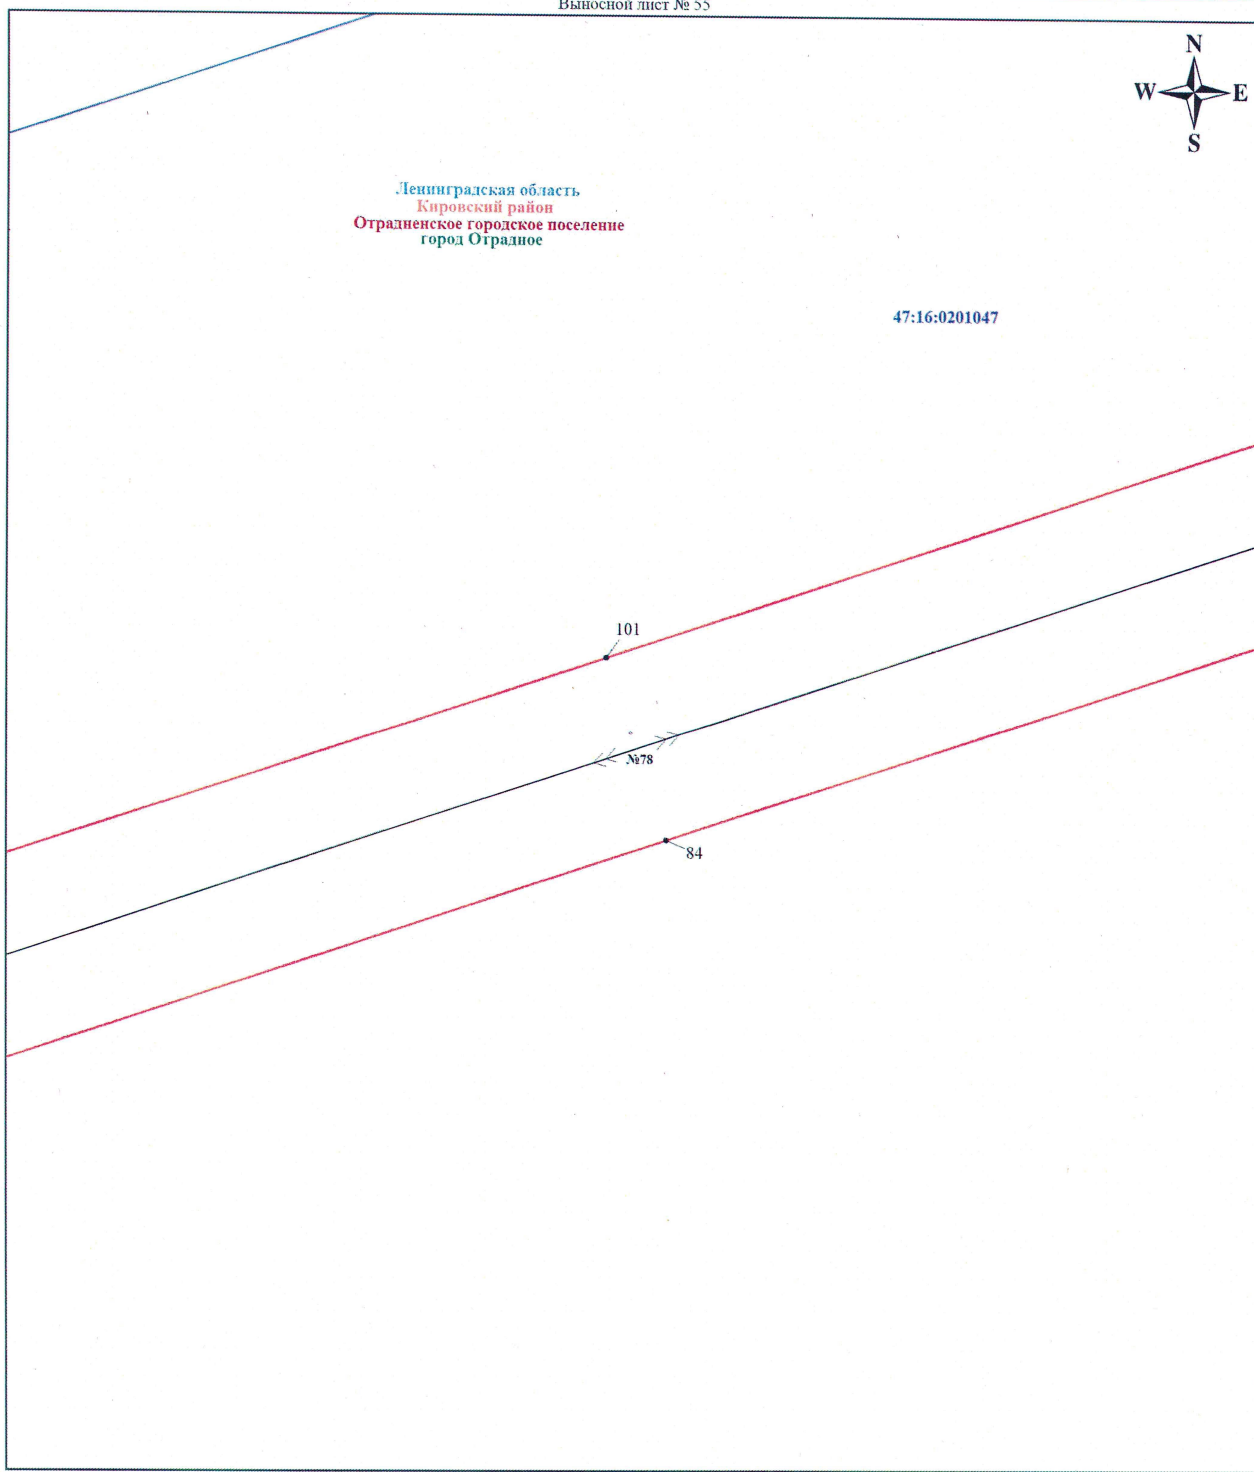 Выносной лист № 55
N
W E
S
Ленинградская область
Кировский район
Отрадненское городское поселение
город Отрадное
47:16:0201047
101
№78
84